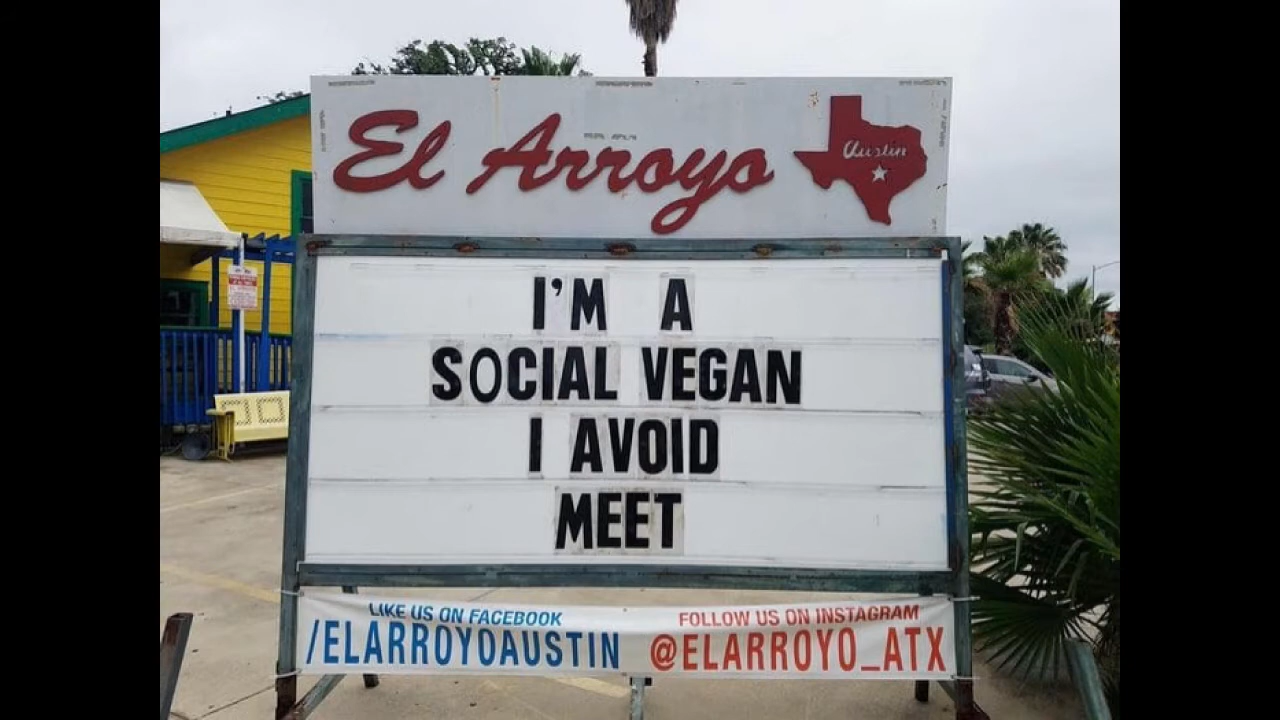 El Arroyo
Austin
I'M A
SOCIAL VEGAN
I AVOID
MEET
LIKE US ON FACEBOOK
/ELARROYOAUSTIN
FOLLOW US ON INSTAGRAM
@ELARROYO_ATX